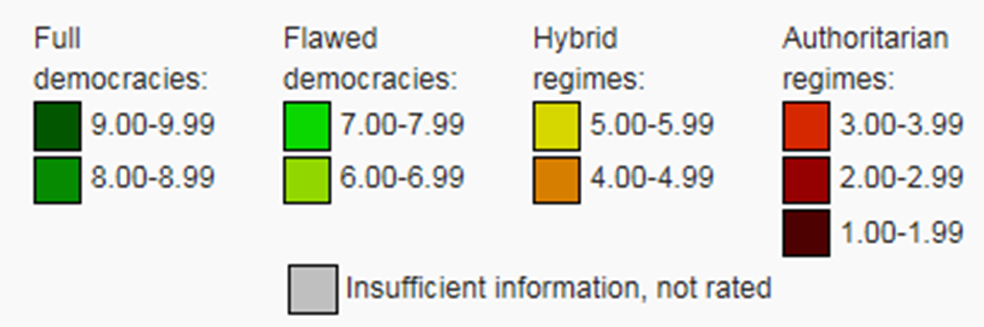 Full
democracies:
9.00-9.99
8.00-8.99
Flawed
democracies:
7.00-7.99
6.00-6.99
Hybrid
regimes:
5.00-5.99
4.00-4.99
Authoritarian
regimes:
3.00-3.99
2.00-2.99
1.00-1.99
Insufficient information, not rated